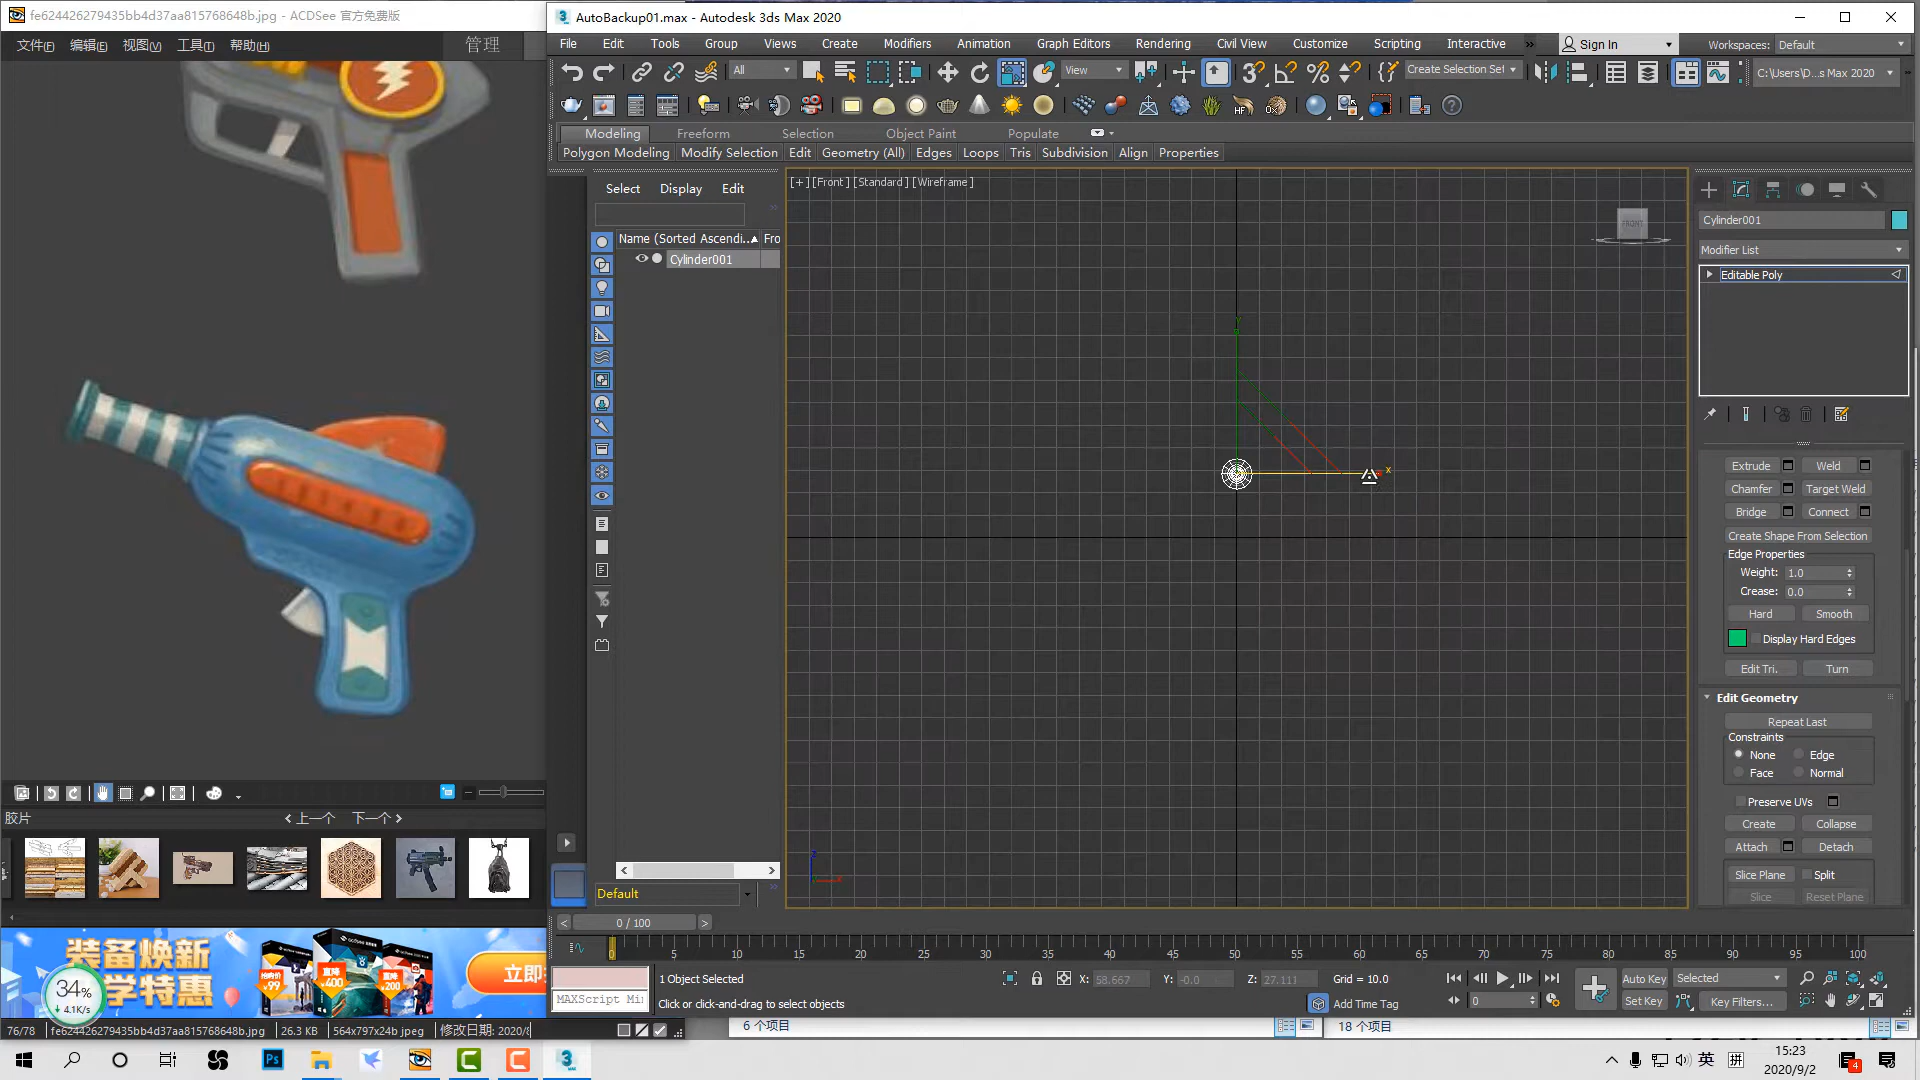 fe624426279435bb4d37aa815768648b.jpg - ACDSee 官方免费版
文件(F) 编辑(E) 视图(V) 工具(T) 帮助(H) 管理
胶片 上一个 下一个
装备焕新
学学特惠
立即
34%
↓ 4.1K/s
76/78 fe624426279435bb4d37aa815768648b.jpg 26.3 KB 564x797x24b jpeg 修改日期: 2020/8
AutoBackup01.max - Autodesk 3ds Max 2020
File Edit Tools Group Views Create Modifiers Animation Graph Editors Rendering Civil View Customize Scripting Interactive » Sign In Workspaces: Default
All View Create Selection Set C:\Users\D...s Max 2020
Modeling Freeform Selection Object Paint Populate
Polygon Modeling Modify Selection Edit Geometry (All) Edges Loops Tris Subdivision Align Properties
Select Display Edit
Name (Sorted Ascendi... Fro
Cylinder001
Default
[+] [Front] [Standard] [Wireframe]
FRONT
Y
x
z
Cylinder001
Modifier List
Editable Poly
Extrude Weld
Chamfer Target Weld
Bridge Connect
Create Shape From Selection
Edge Properties
Weight: 1.0
Crease: 0.0
Hard Smooth
Display Hard Edges
Edit Tri. Turn
Edit Geometry
Repeat Last
Constraints
None Edge
Face Normal
Preserve UVs
Create Collapse
Attach Detach
Slice Plane Split
Slice Reset Plane
0 / 100
0 5 10 15 20 25 30 35 40 45 50 55 60 65 70 75 80 85 90 95 100
1 Object Selected X: 58.667 Y: -0.0 Z: 27.111 Grid = 10.0 Auto Key Selected
MAXScript Mi Click or click-and-drag to select objects Add Time Tag 0 Set Key Key Filters...
6 个项目 18 个项目
英 拼 15:23
2020/9/2
4